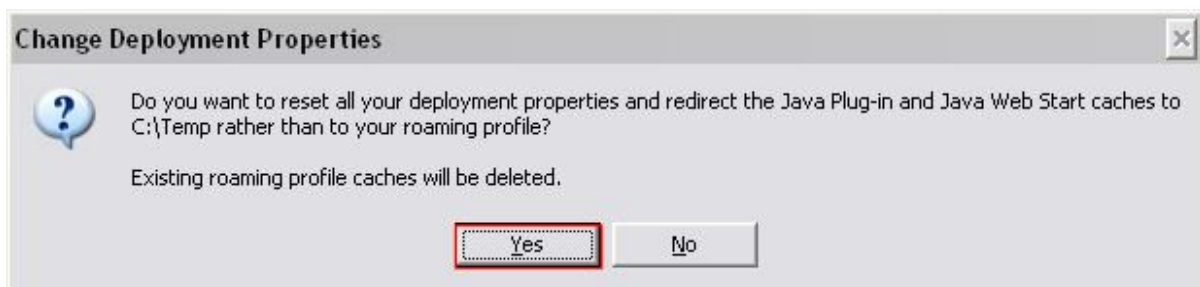 Change Deployment Properties
Do you want to reset all your deployment properties and redirect the Java Plug-in and Java Web Start caches to
C:\Temp rather than to your roaming profile?
Existing roaming profile caches will be deleted.
Yes No